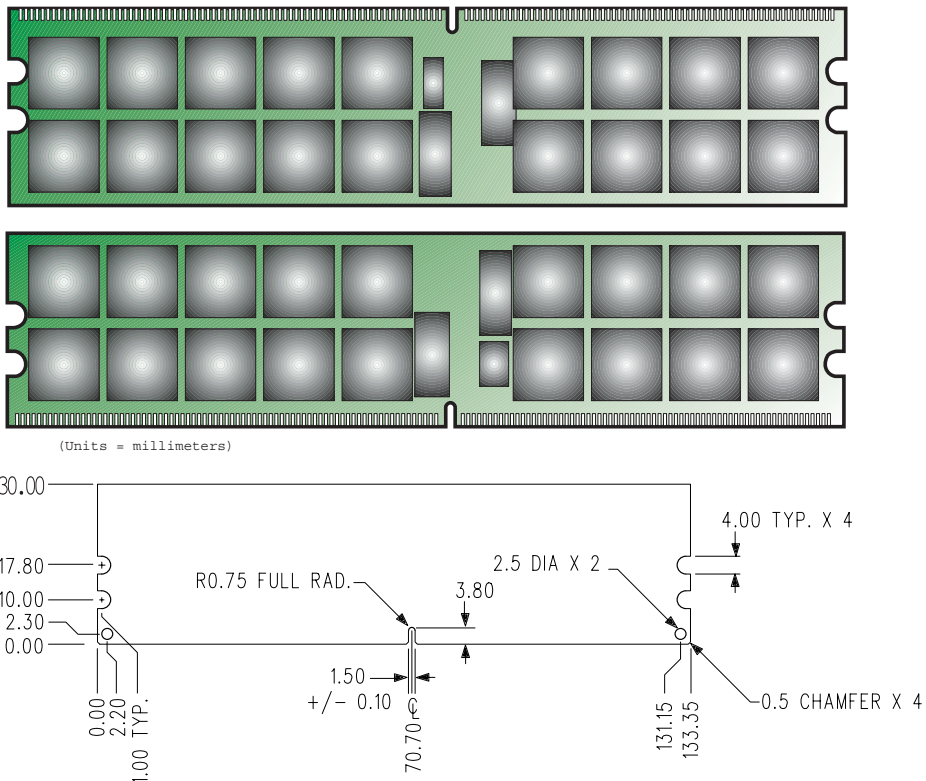 (Units = millimeters)
30.00
17.80
10.00
2.30
0.00
R0.75 FULL RAD.
3.80
2.5 DIA X 2
4.00 TYP. X 4
1.50
+/- 0.10
0.00
2.20
1.00 TYP.
70.70
131.15
133.35
0.5 CHAMFER X 4